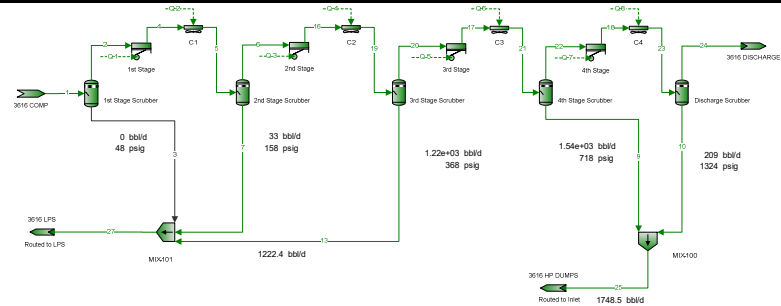 Q-2
Q-4
Q-6
Q-8
4
16
17
18
C1
C2
C3
C4
2
6
20
22
24
Q-1
Q-3
Q-5
Q-7
1st Stage
2nd Stage
3rd Stage
4th Stage
5
19
21
23
3616 DISCHARGE
1
3616 COMP
1st Stage Scrubber
2nd Stage Scrubber
3rd Stage Scrubber
4th Stage Scrubber
Discharge Scrubber
0 bbl/d
48 psig
33 bbl/d
158 psig
1.22e+03 bbl/d
368 psig
1.54e+03 bbl/d
718 psig
209 bbl/d
1324 psig
3
7
9
10
3616 LPS
27
Routed to LPS
13
MIX-101
1222.4 bbl/d
MIX-100
3616 HP DUMPS
25
Routed to Inlet
1748.5 bbl/d